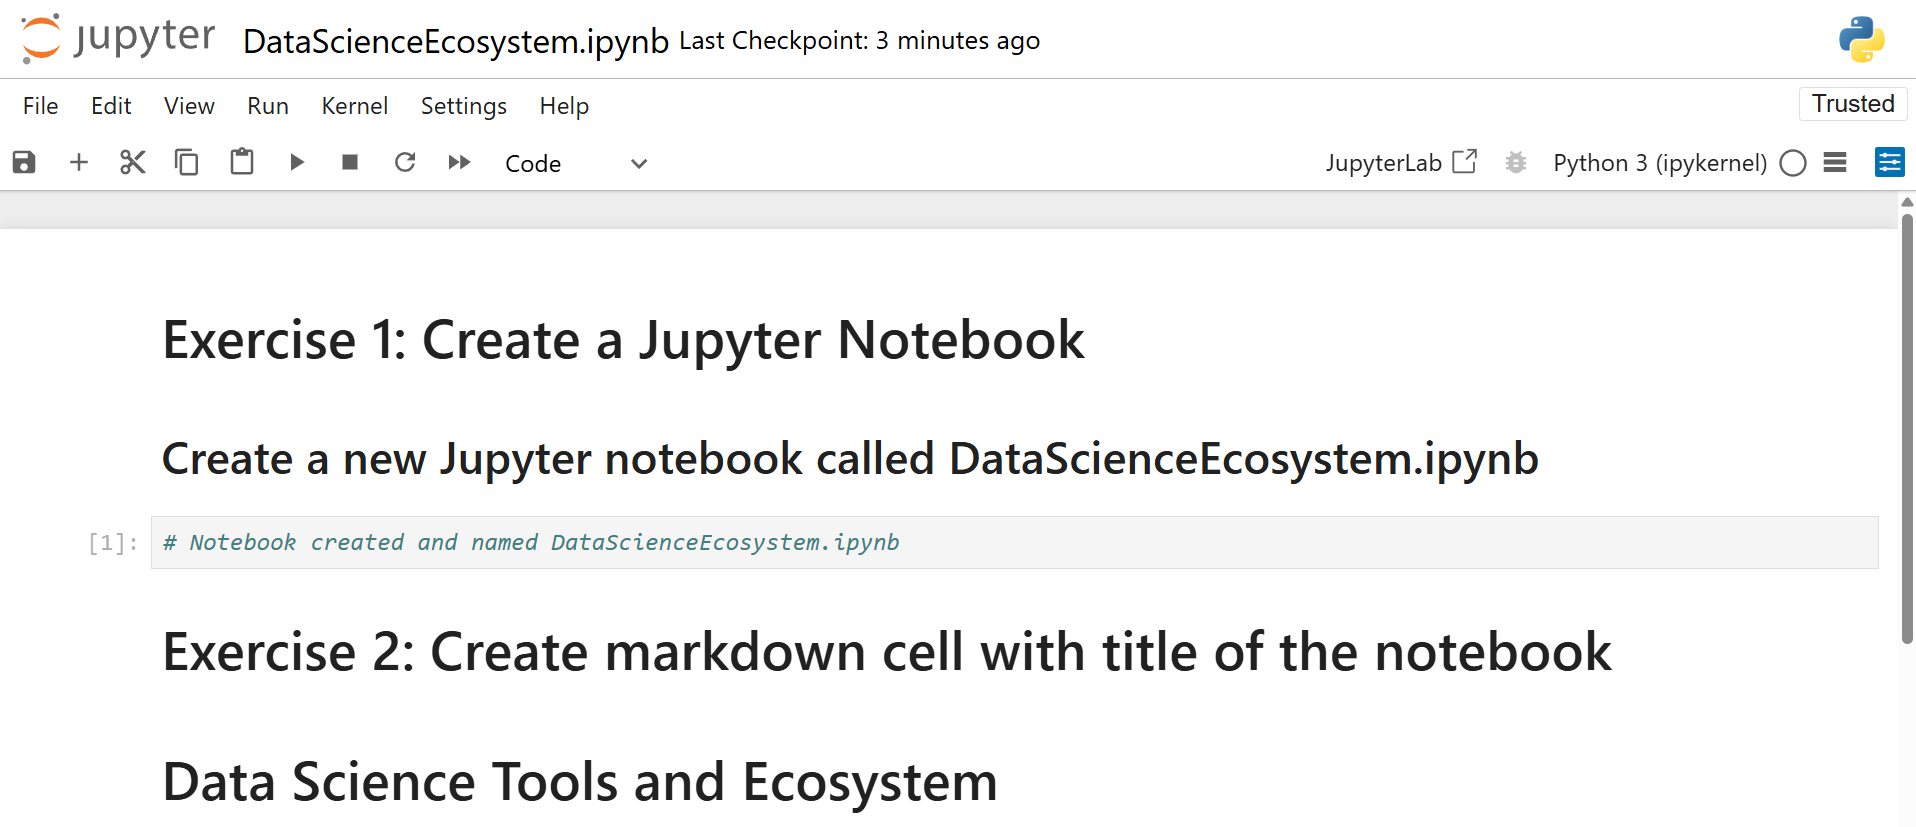 jupyter DataScienceEcosystem.ipynb Last Checkpoint: 3 minutes ago
File Edit View Run Kernel Settings Help Trusted
Code JupyterLab Python 3 (ipykernel)
Exercise 1: Create a Jupyter Notebook
Create a new Jupyter notebook called DataScienceEcosystem.ipynb
[1]: # Notebook created and named DataScienceEcosystem.ipynb
Exercise 2: Create markdown cell with title of the notebook
Data Science Tools and Ecosystem